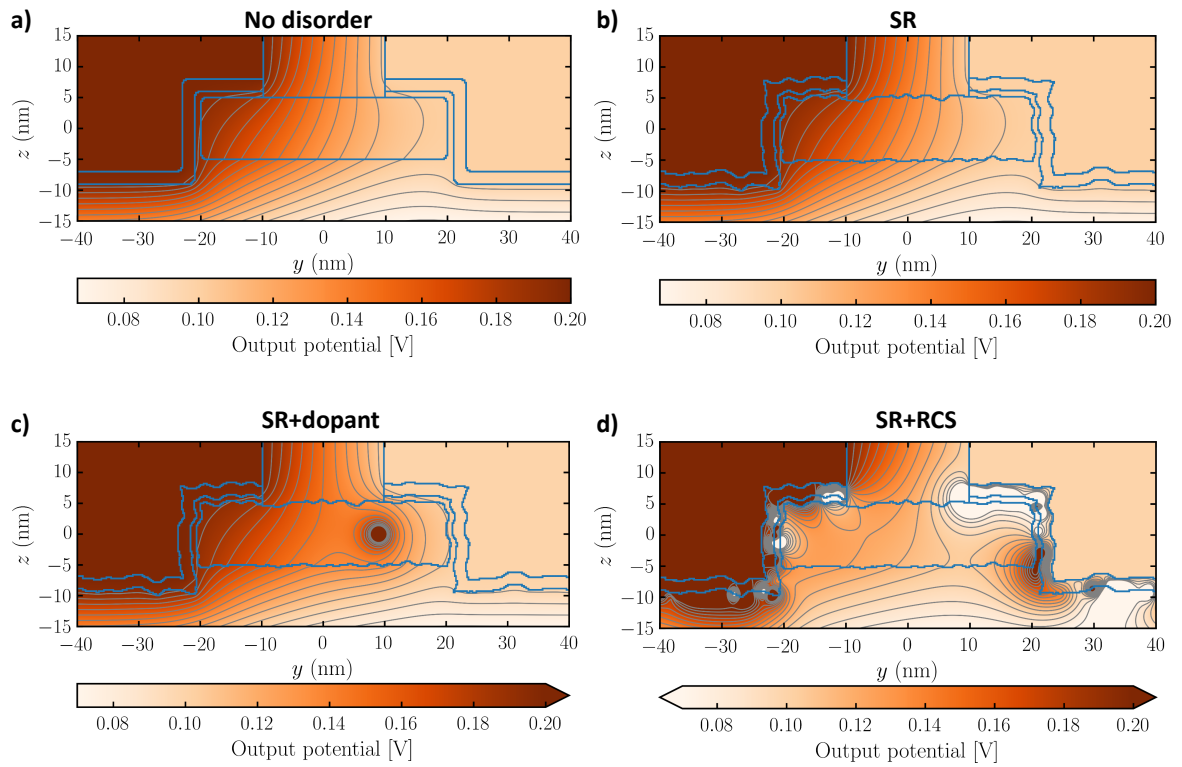 a)
No disorder
15
10
5
0
−5
−10
−15
z (nm)
−40 −30 −20 −10 0 10 20 30 40
y (nm)
0.08 0.10 0.12 0.14 0.16 0.18 0.20
Output potential [V]
b)
SR
15
10
5
0
−5
−10
−15
z (nm)
−40 −30 −20 −10 0 10 20 30 40
y (nm)
0.08 0.10 0.12 0.14 0.16 0.18 0.20
Output potential [V]
c)
SR+dopant
15
10
5
0
−5
−10
−15
z (nm)
−40 −30 −20 −10 0 10 20 30 40
y (nm)
0.08 0.10 0.12 0.14 0.16 0.18 0.20
Output potential [V]
d)
SR+RCS
15
10
5
0
−5
−10
−15
z (nm)
−40 −30 −20 −10 0 10 20 30 40
y (nm)
0.08 0.10 0.12 0.14 0.16 0.18 0.20
Output potential [V]